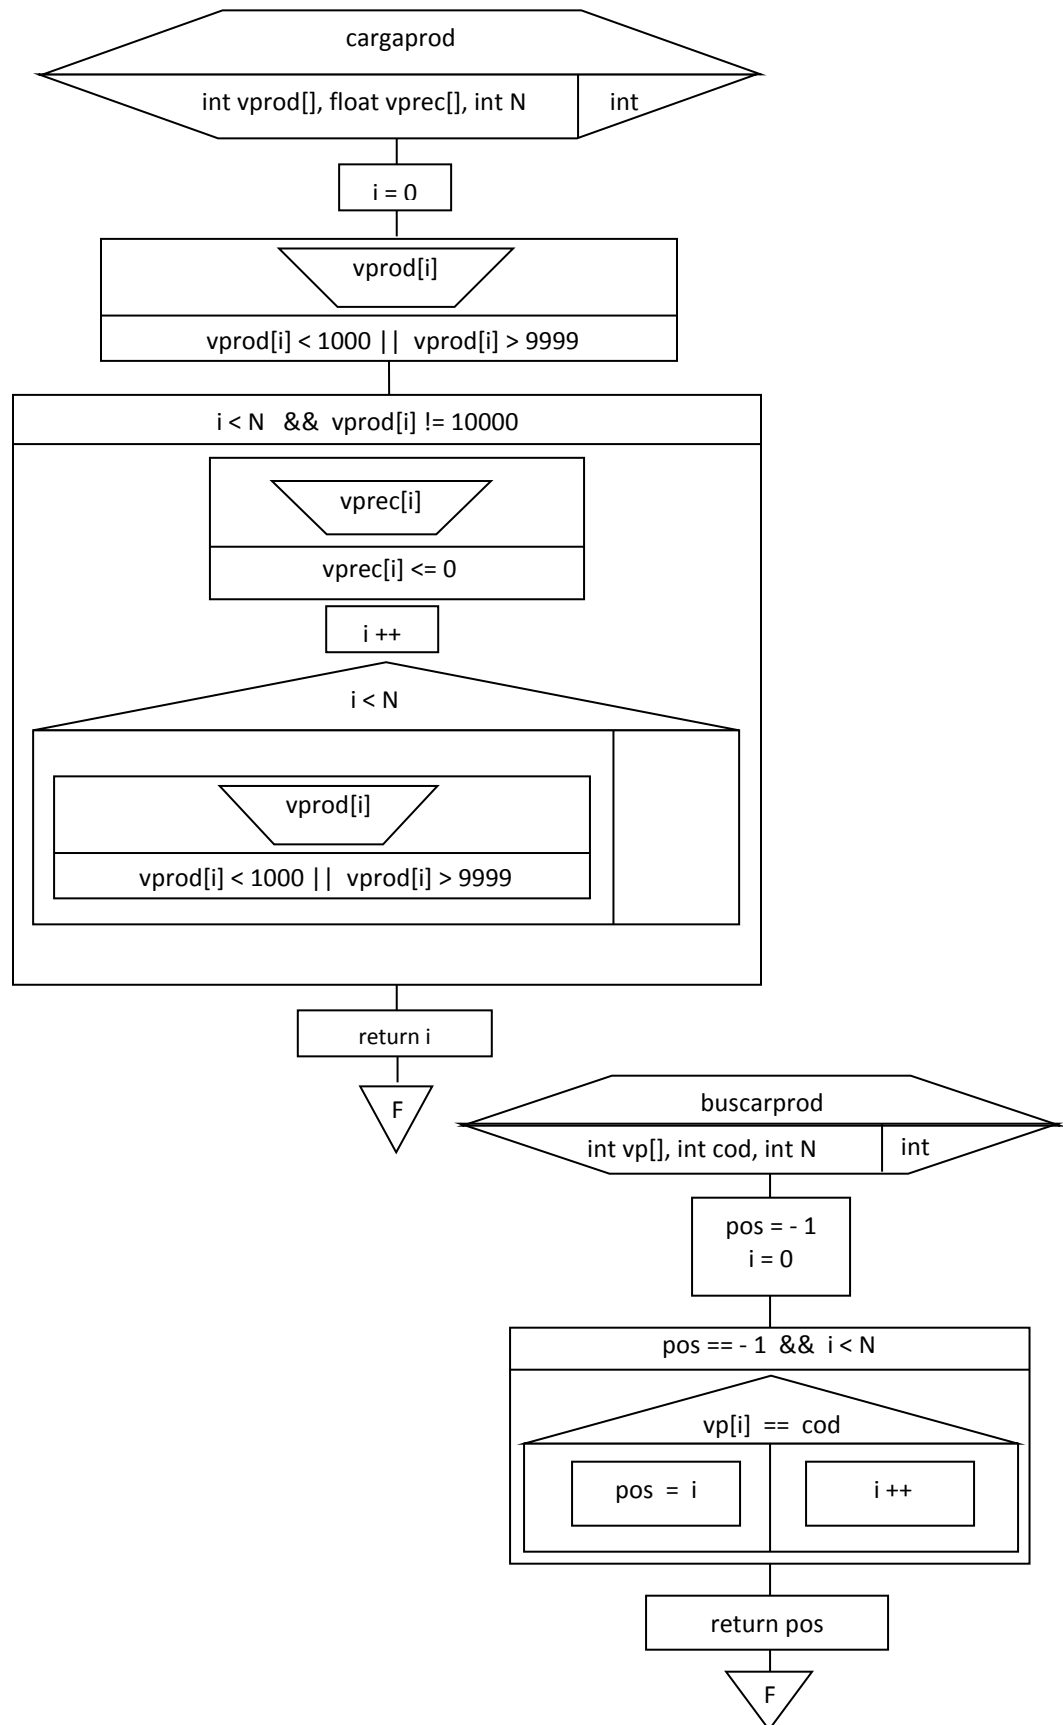 cargaprod
int vprod[], float vprec[], int N
int
i = 0
vprod[i]
vprod[i] < 1000 || vprod[i] > 9999
i < N && vprod[i] != 10000
vprec[i]
vprec[i] <= 0
i ++
i < N
vprod[i]
vprod[i] < 1000 || vprod[i] > 9999
return i
F
buscarprod
int vp[], int cod, int N
int
pos = - 1
i = 0
pos == - 1 && i < N
vp[i] == cod
pos = i
i ++
return pos
F